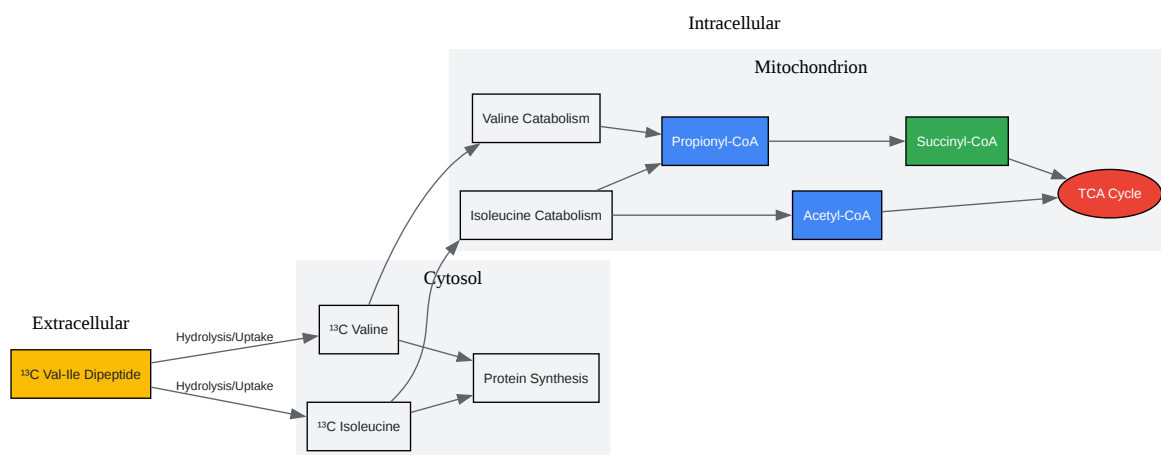 Intracellular
Mitochondrion
Valine Catabolism
Propionyl-CoA
Succinyl-CoA
TCA Cycle
Isoleucine Catabolism
Acetyl-CoA
Cytosol
Extracellular
Hydrolysis/Uptake
¹³C Valine
¹³C Val-Ile Dipeptide
Hydrolysis/Uptake
Protein Synthesis
¹³C Isoleucine